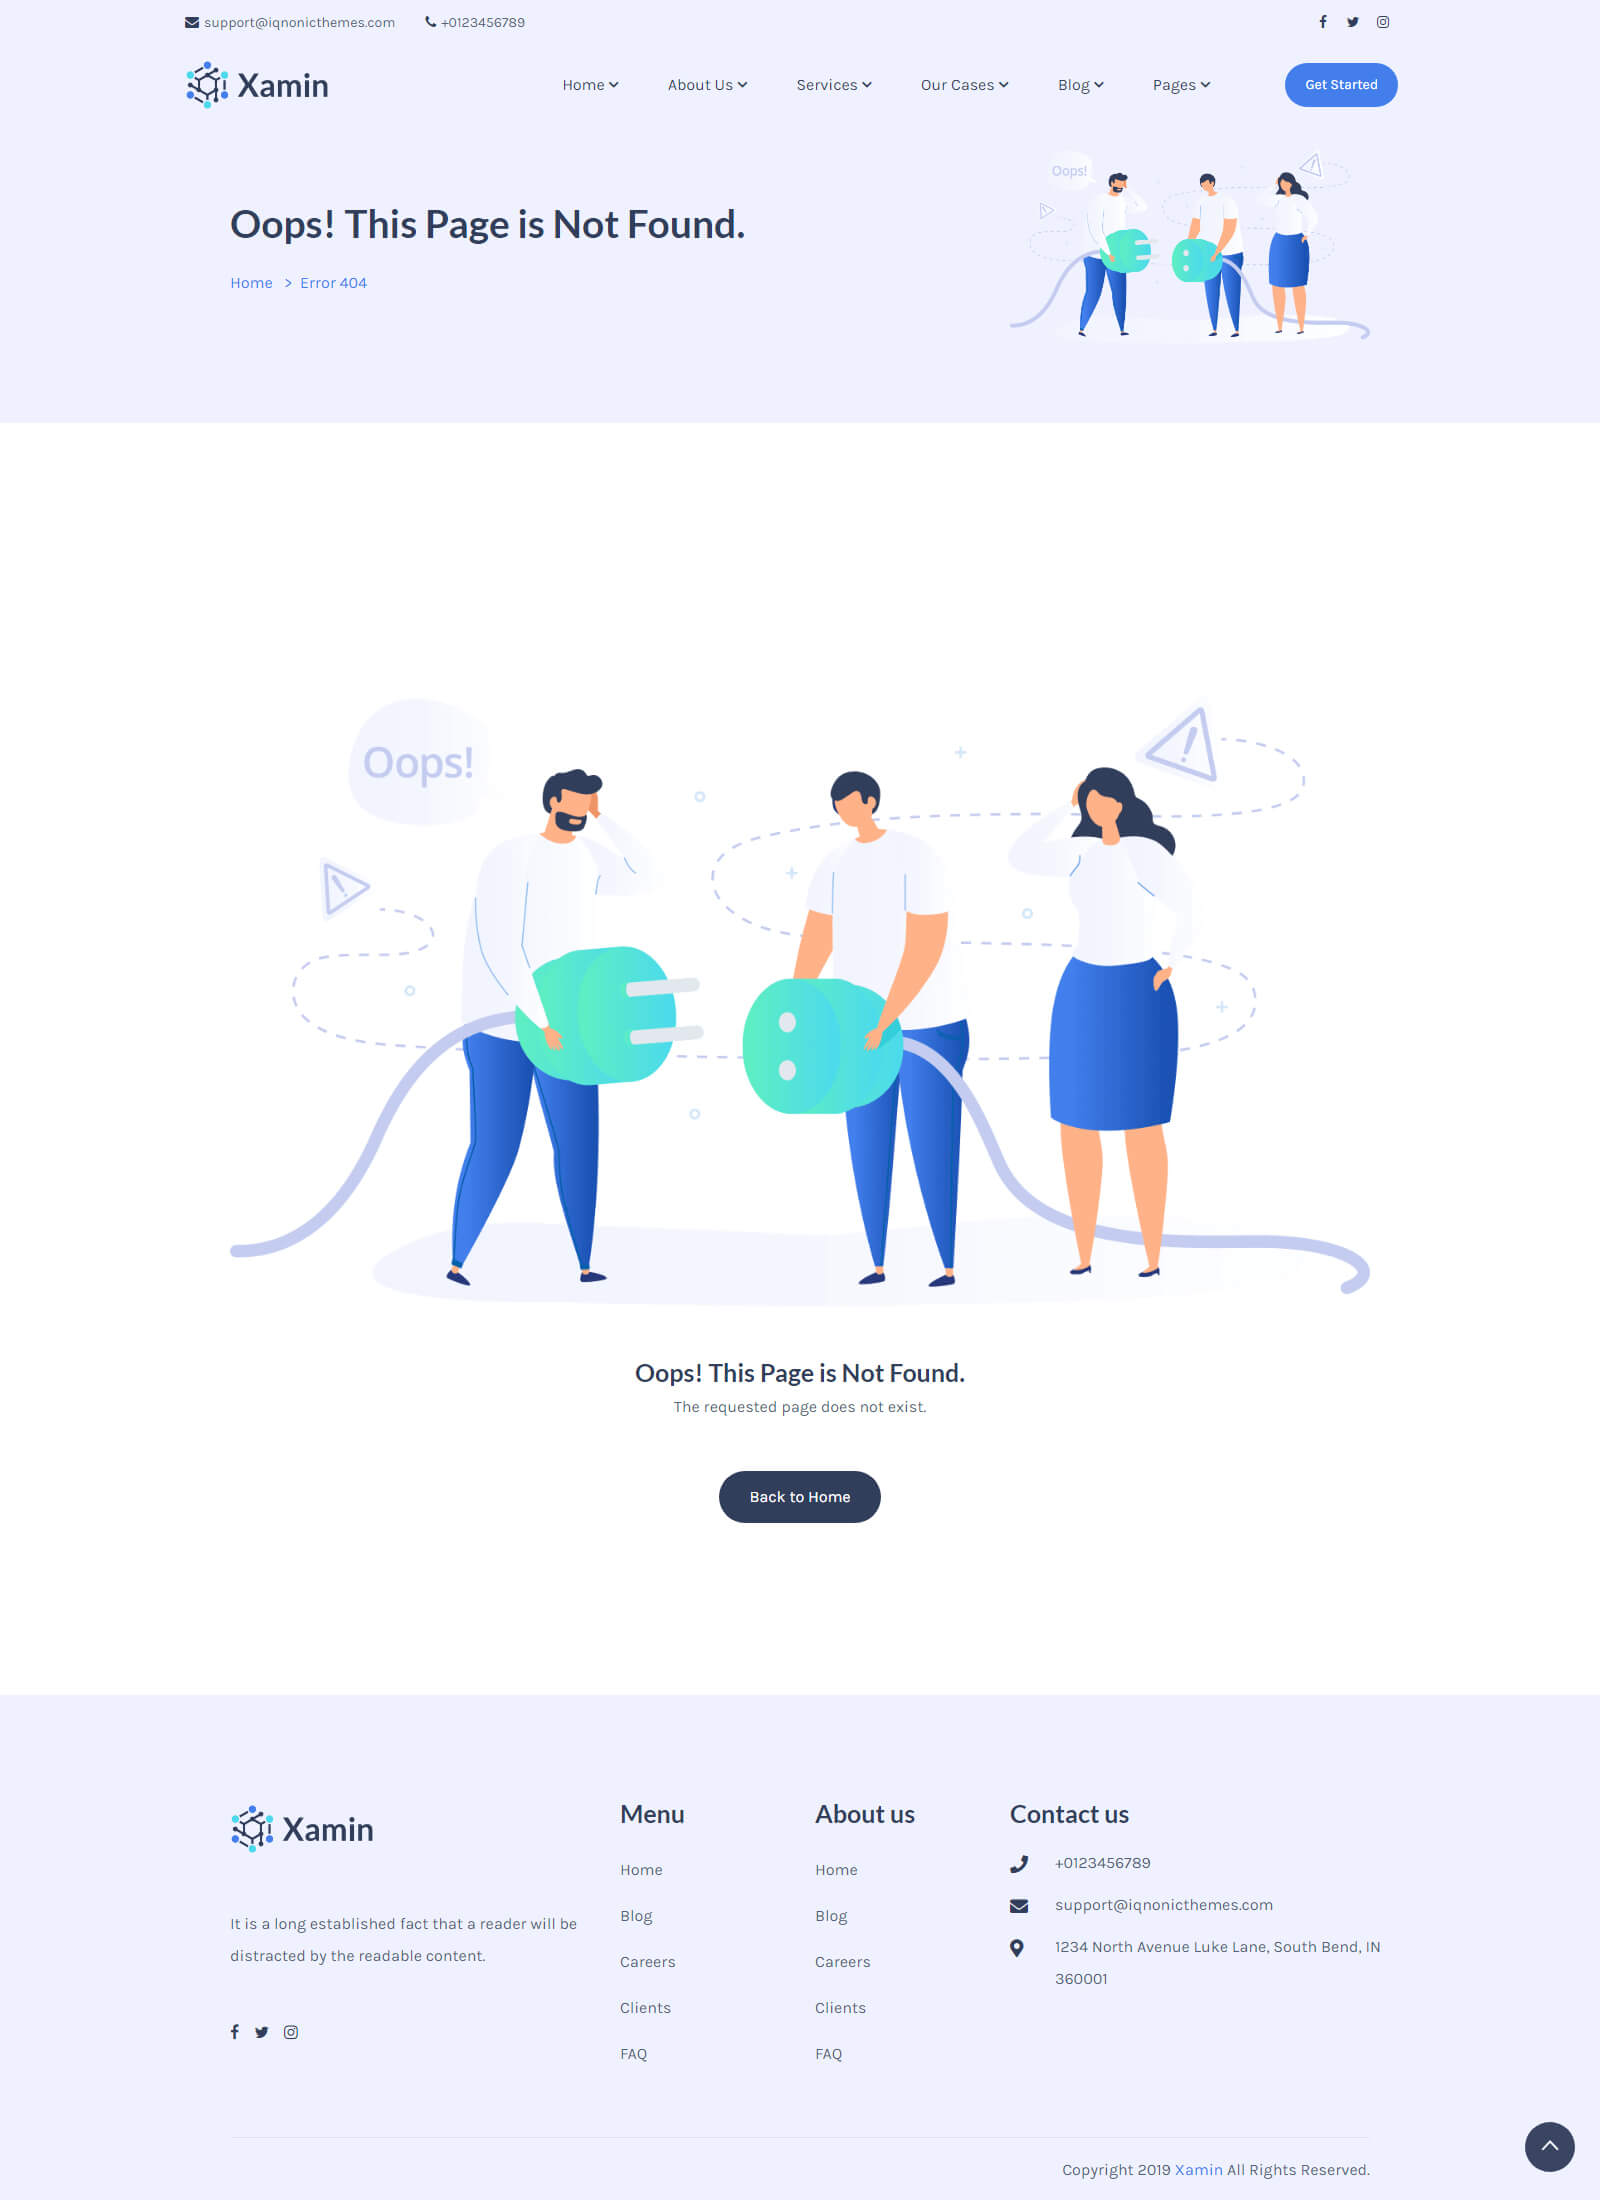 support@iqnonicthemes.com +0123456789
Xamin
Home About Us Services Our Cases Blog Pages Get Started
Oops!
Oops! This Page is Not Found.
Home > Error 404
Oops!
Oops! This Page is Not Found.
The requested page does not exist.
Back to Home
Xamin
It is a long established fact that a reader will be
distracted by the readable content.
Menu
Home
Blog
Careers
Clients
FAQ
About us
Home
Blog
Careers
Clients
FAQ
Contact us
+0123456789
support@iqnonicthemes.com
1234 North Avenue Luke Lane, South Bend, IN
360001
Copyright 2019 Xamin All Rights Reserved.